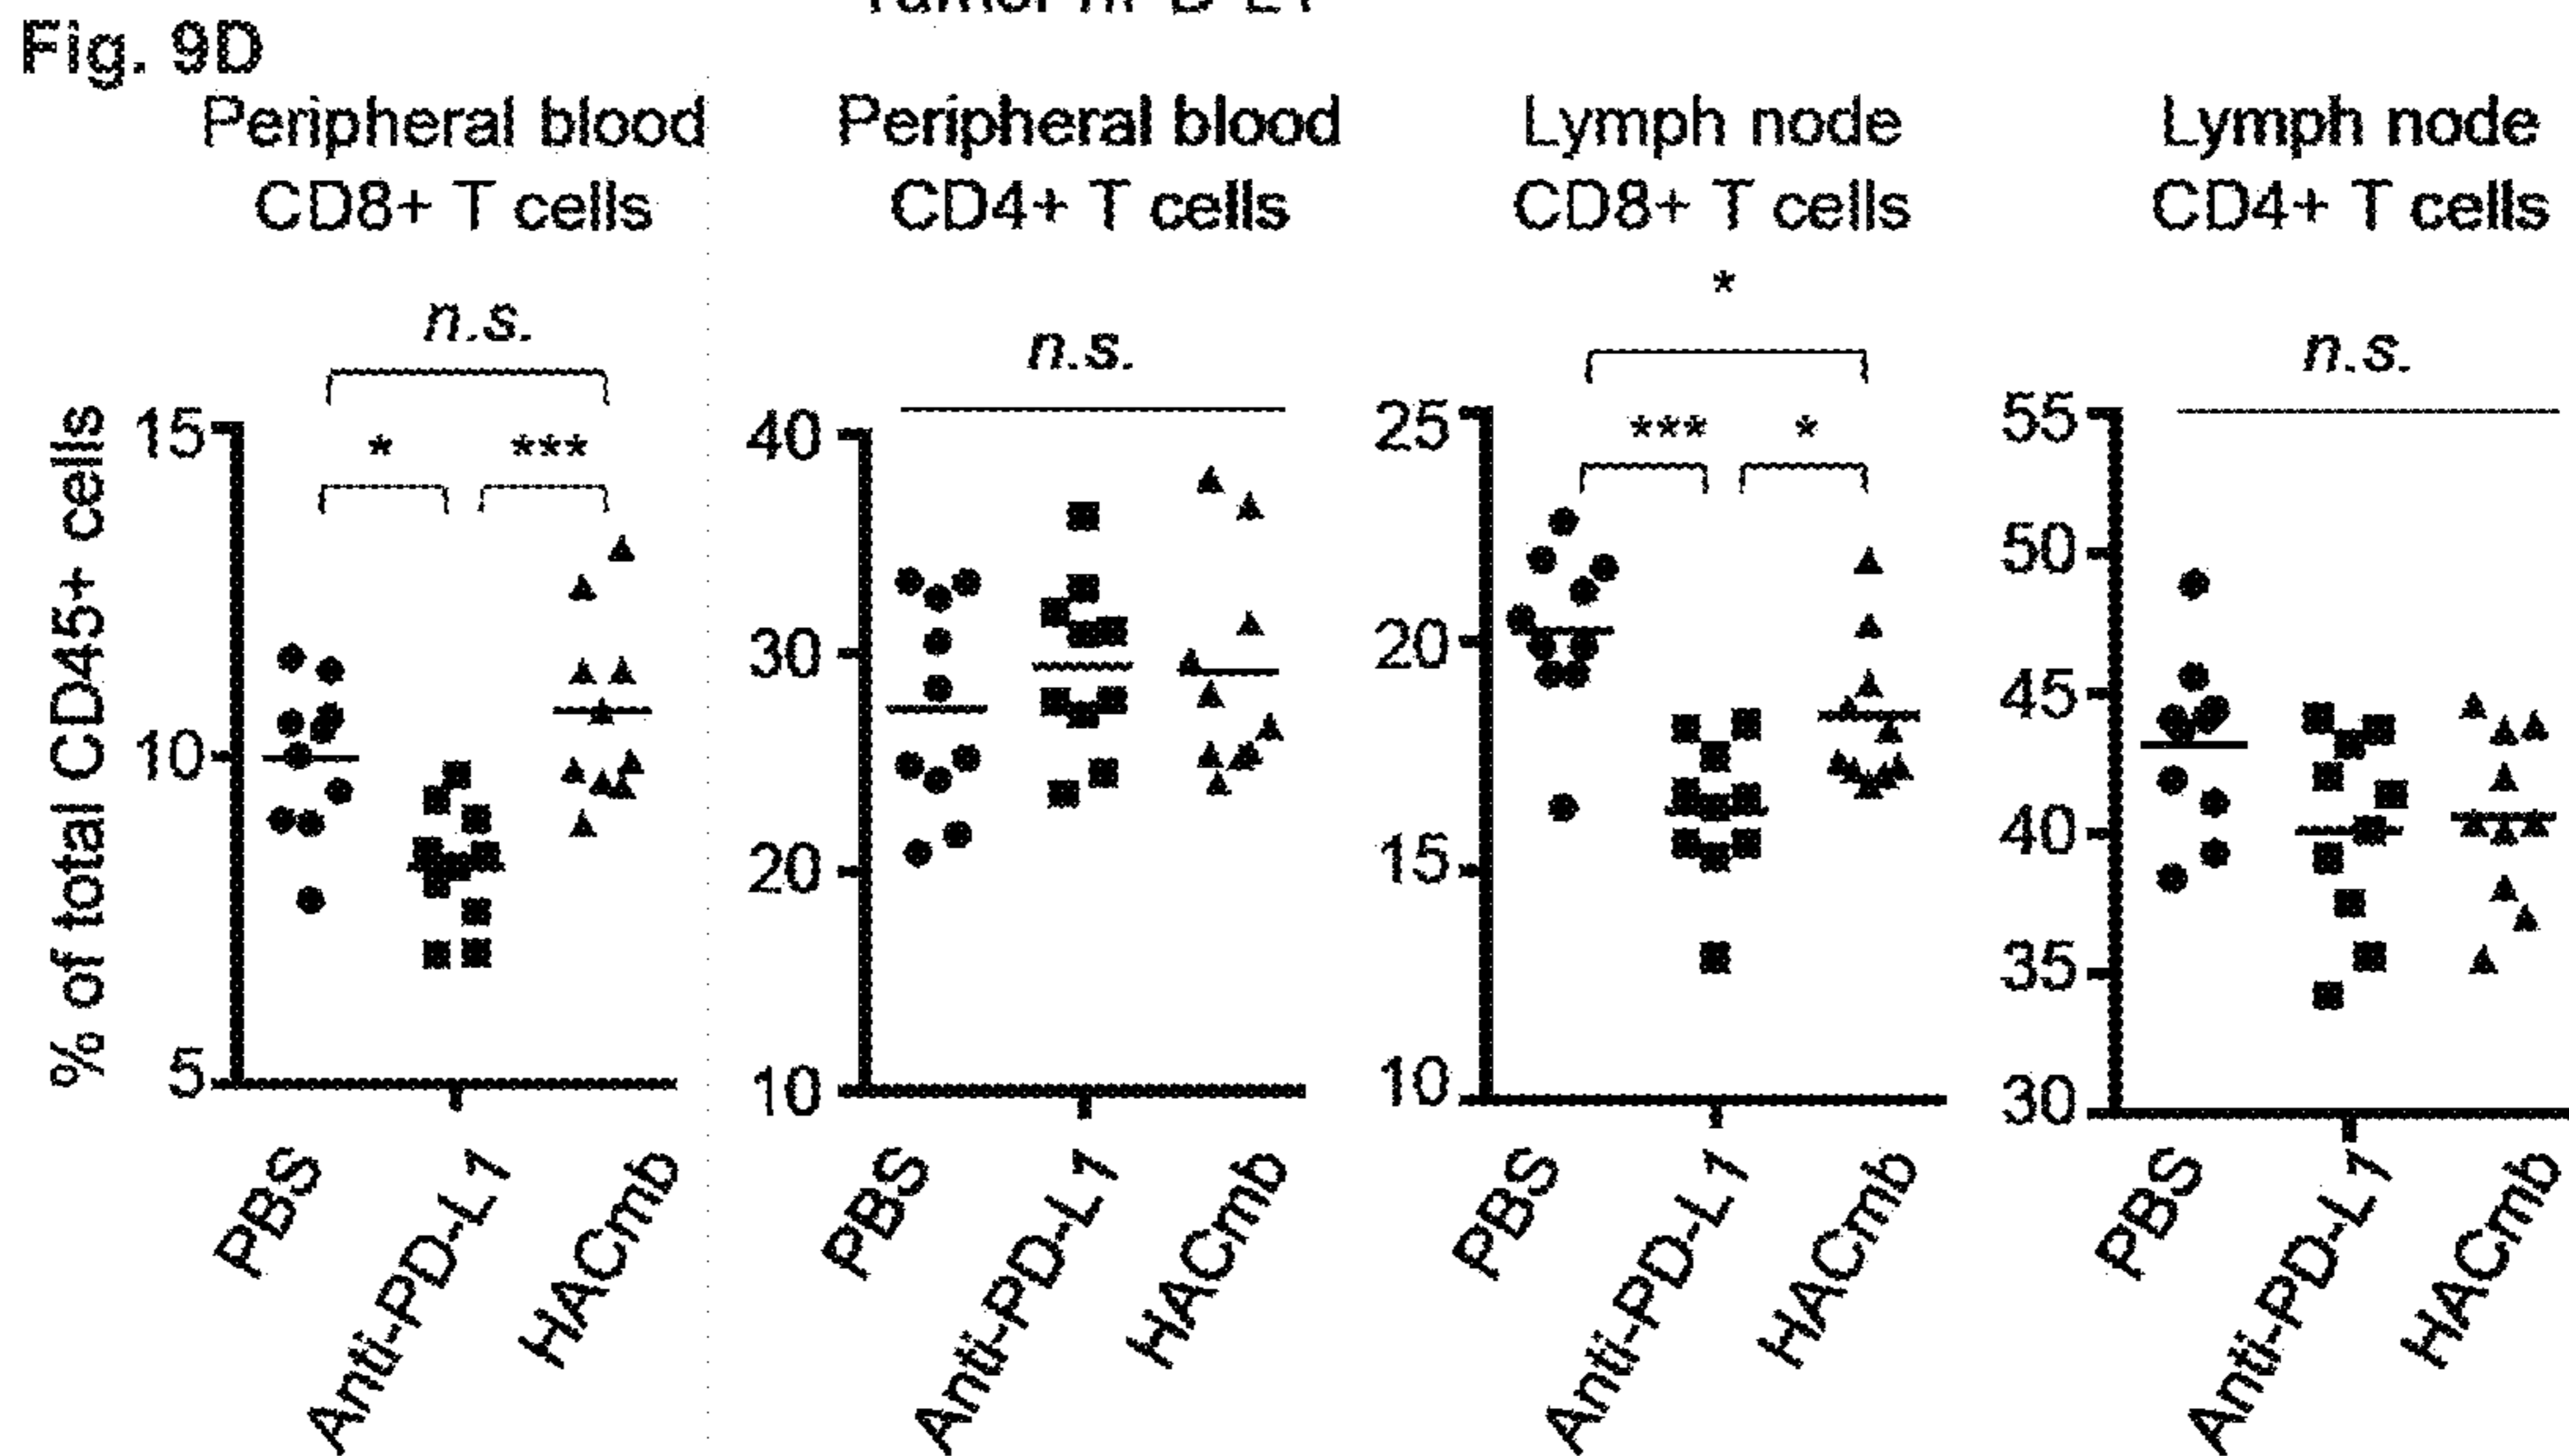 Fig. 9D
Peripheral blood
CD8+ T cells
Peripheral blood
CD4+ T cells
Lymph node
CD8+ T cells
Lymph node
CD4+ T cells
% of total CD45+ cells
n.s.
*
***
15
10
5
PBS
Anti-PD-L1
HACmb
n.s.
40
30
20
10
PBS
Anti-PD-L1
HACmb
*
***
*
25
20
15
10
PBS
Anti-PD-L1
HACmb
n.s.
55
50
45
40
35
30
PBS
Anti-PD-L1
HACmb